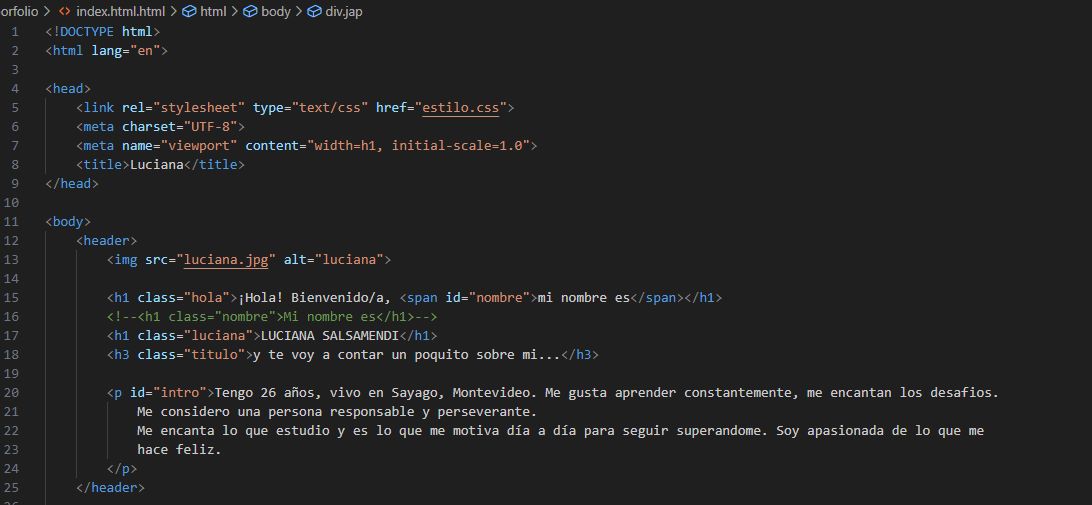 orfolio > index.html.html > html > body > div.jap
1 <!DOCTYPE html>
2 <html lang="en">
3
4 <head>
5 <link rel="stylesheet" type="text/css" href="estilo.css">
6 <meta charset="UTF-8">
7 <meta name="viewport" content="width=h1, initial-scale=1.0">
8 <title>Luciana</title>
9 </head>
10
11 <body>
12 <header>
13 <img src="luciana.jpg" alt="luciana">
14
15 <h1 class="hola">¡Hola! Bienvenido/a, <span id="nombre">mi nombre es</span></h1>
16 <!--<h1 class="nombre">Mi nombre es</h1>-->
17 <h1 class="luciana">LUCIANA SALSAMENDI</h1>
18 <h3 class="titulo">y te voy a contar un poquito sobre mi...</h3>
19
20 <p id="intro">Tengo 26 años, vivo en Sayago, Montevideo. Me gusta aprender constantemente, me encantan los desafios.
21 Me considero una persona responsable y perseverante.
22 Me encanta lo que estudio y es lo que me motiva día a día para seguir superandome. Soy apasionada de lo que me
23 hace feliz.
24 </p>
25 </header>